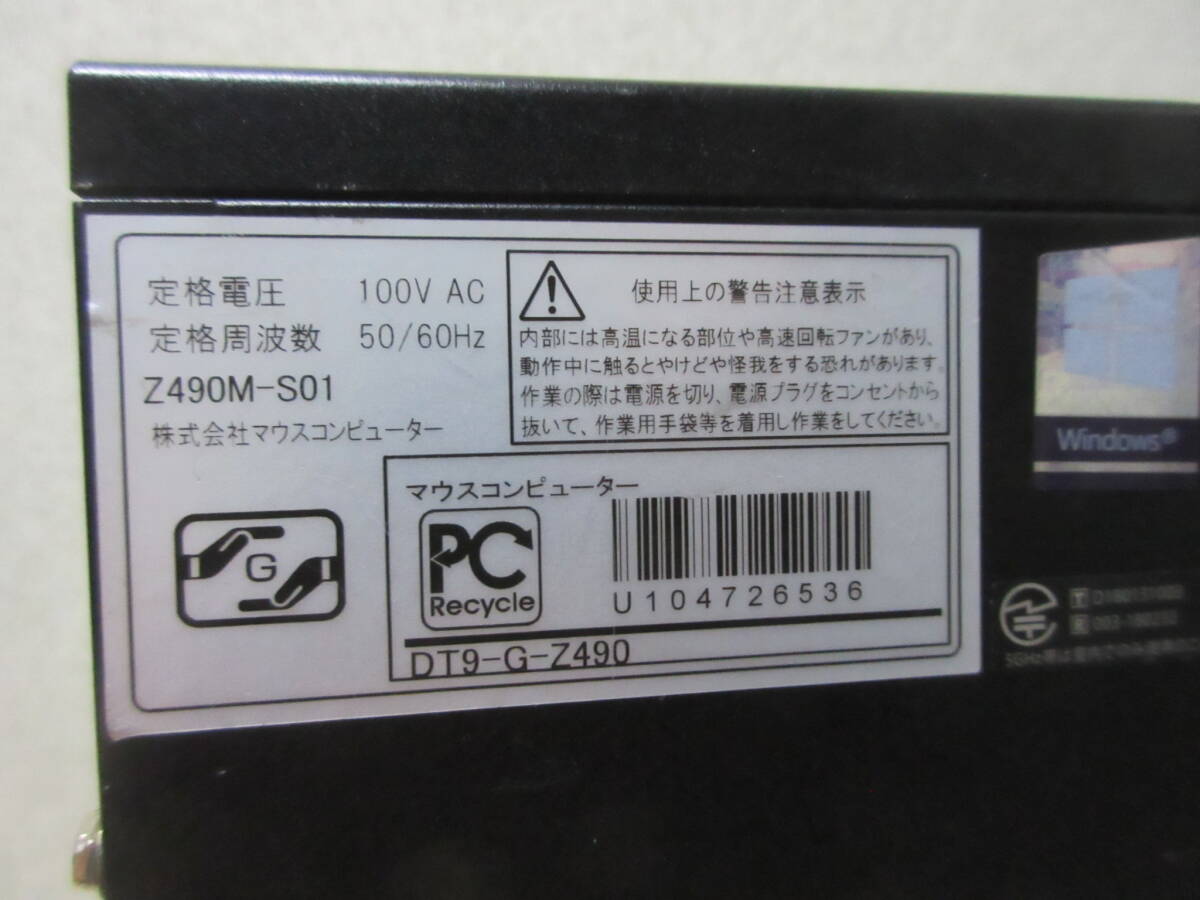 定格電圧 100V AC
定格周波数 50/60Hz
Z490M-S01
株式会社マウスコンピューター
使用上の警告注意表示
内部には高温になる部位や高速回転ファンがあり、
動作中に触るとやけどや怪我をする恐れがあります。
作業の際は電源を切り、電源プラグをコンセントから
抜いて、作業用手袋等を着用し作業をしてください。
G
マウスコンピューター
PC
Recycle
U104726536
DT9-G-Z490
Windows®